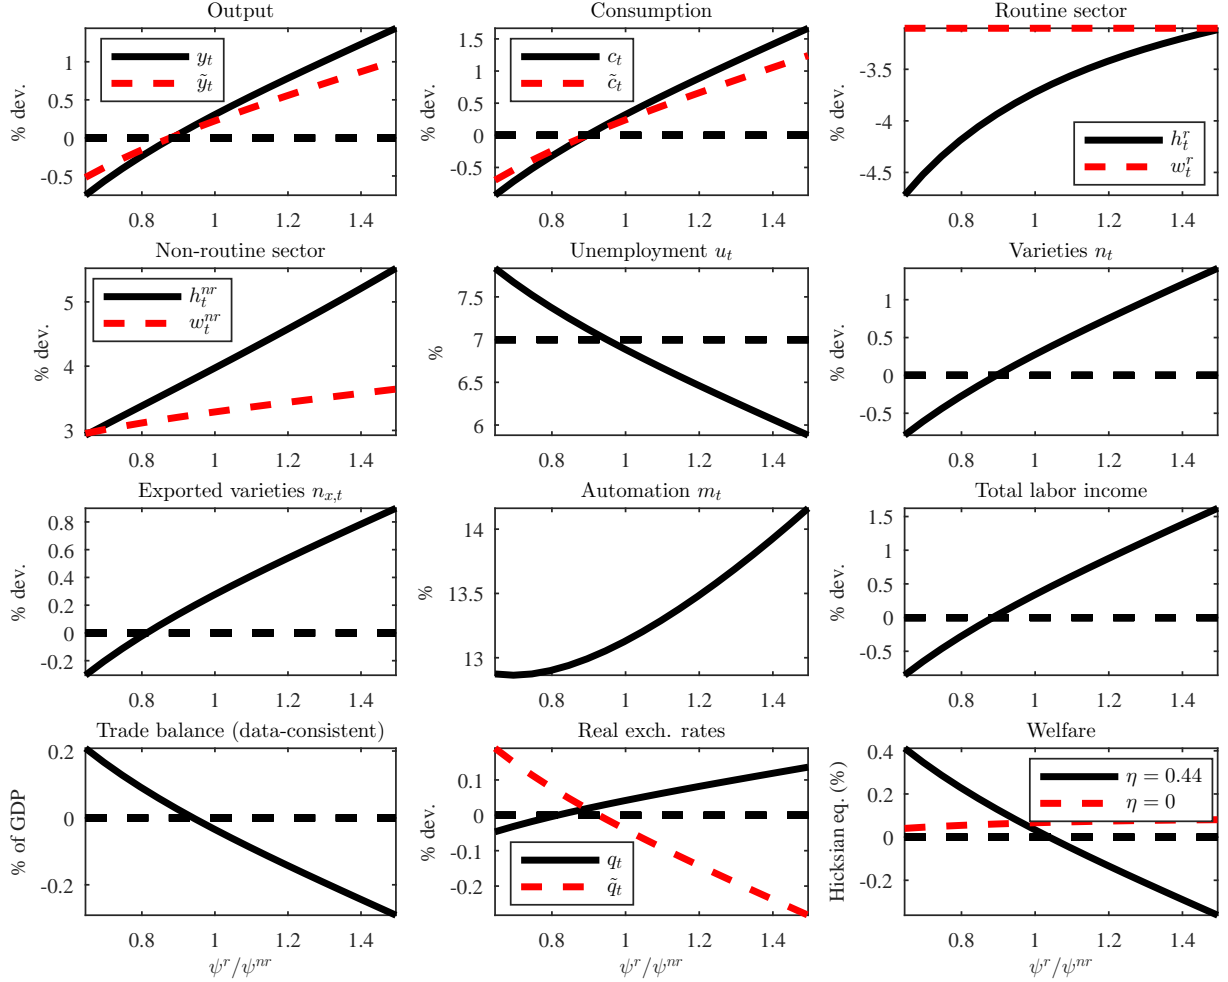 Output
% dev.
1
0.5
0
-0.5
y_t
ỹ_t
0.8 1 1.2 1.4
Consumption
% dev.
1.5
1
0.5
0
-0.5
c_t
c̃_t
0.8 1 1.2 1.4
Routine sector
% dev.
-3.5
-4
-4.5
h_t^r
w_t^r
0.8 1 1.2 1.4
Non-routine sector
% dev.
5
4
3
h_t^{nr}
w_t^{nr}
0.8 1 1.2 1.4
Unemployment u_t
%
7.5
7
6.5
6
0.8 1 1.2 1.4
Varieties n_t
% dev.
1
0.5
0
-0.5
0.8 1 1.2 1.4
Exported varieties n_{x,t}
% dev.
0.8
0.6
0.4
0.2
0
-0.2
0.8 1 1.2 1.4
Automation m_t
%
14
13.5
13
0.8 1 1.2 1.4
Total labor income
% dev.
1.5
1
0.5
0
-0.5
0.8 1 1.2 1.4
Trade balance (data-consistent)
% of GDP
0.2
0
-0.2
0.8 1 1.2 1.4
ψ^r/ψ^{nr}
Real exch. rates
% dev.
0.1
0
-0.1
-0.2
q_t
q̃_t
0.8 1 1.2 1.4
ψ^r/ψ^{nr}
Welfare
Hicksian eq. (%)
0.4
0.2
0
-0.2
η = 0.44
η = 0
0.8 1 1.2 1.4
ψ^r/ψ^{nr}